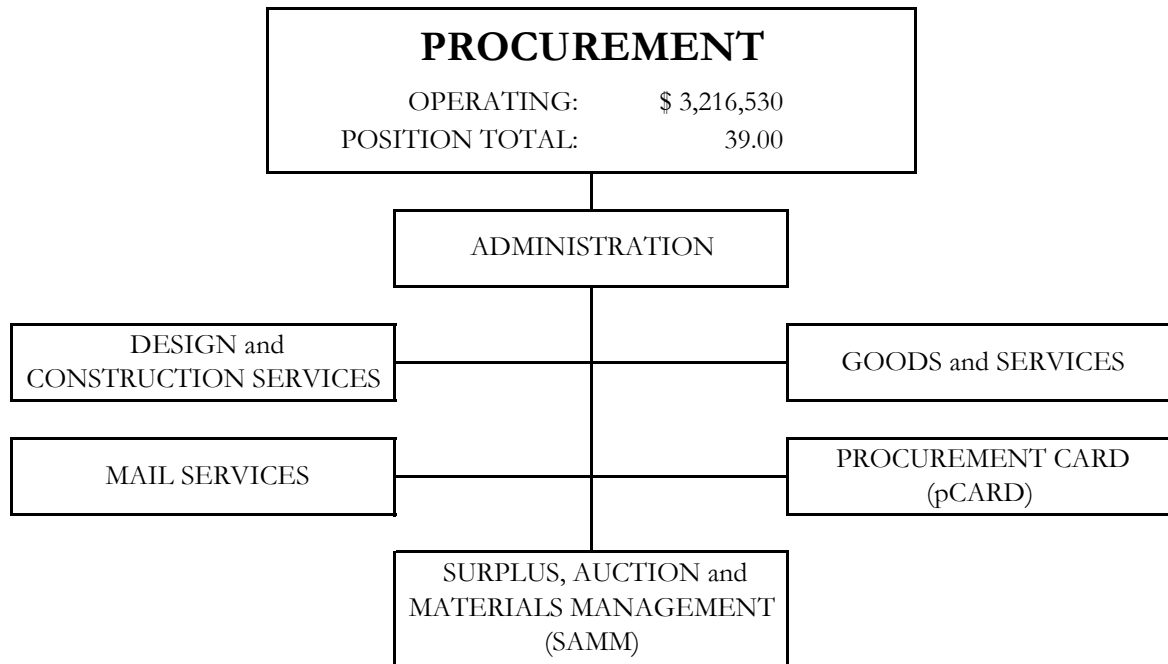 PROCUREMENT
OPERATING: $ 3,216,530
POSITION TOTAL: 39.00
ADMINISTRATION
DESIGN and
CONSTRUCTION SERVICES
GOODS and SERVICES
MAIL SERVICES
PROCUREMENT CARD
(pCARD)
SURPLUS, AUCTION and
MATERIALS MANAGEMENT
(SAMM)